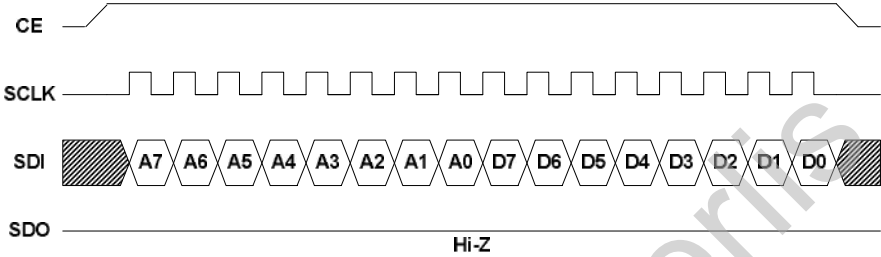 CE
SCLK
SDI A7 A6 A5 A4 A3 A2 A1 A0 D7 D6 D5 D4 D3 D2 D1 D0
SDO
Hi-Z